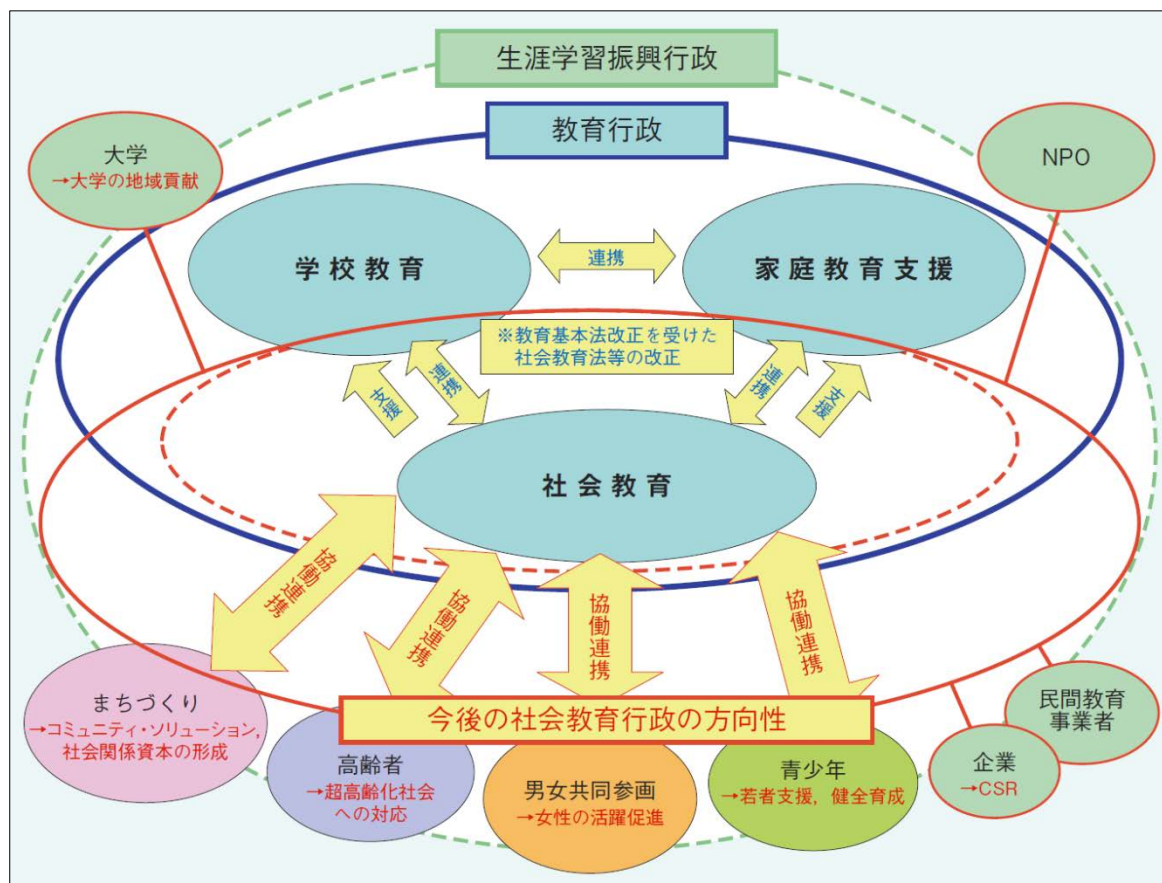 生涯学習振興行政
教育行政
大学
→大学の地域貢献
NPO
学校教育
連携
家庭教育支援
※教育基本法改正を受けた
社会教育法等の改正
支援
連携
連携
支援
社会教育
協働連携
協働連携
協働連携
協働連携
まちづくり
→コミュニティ・ソリューション,
社会関係資本の形成
今後の社会教育行政の方向性
高齢者
→超高齢化社会
への対応
男女共同参画
→女性の活躍促進
青少年
→若者支援，健全育成
企業
→CSR
民間教育
事業者